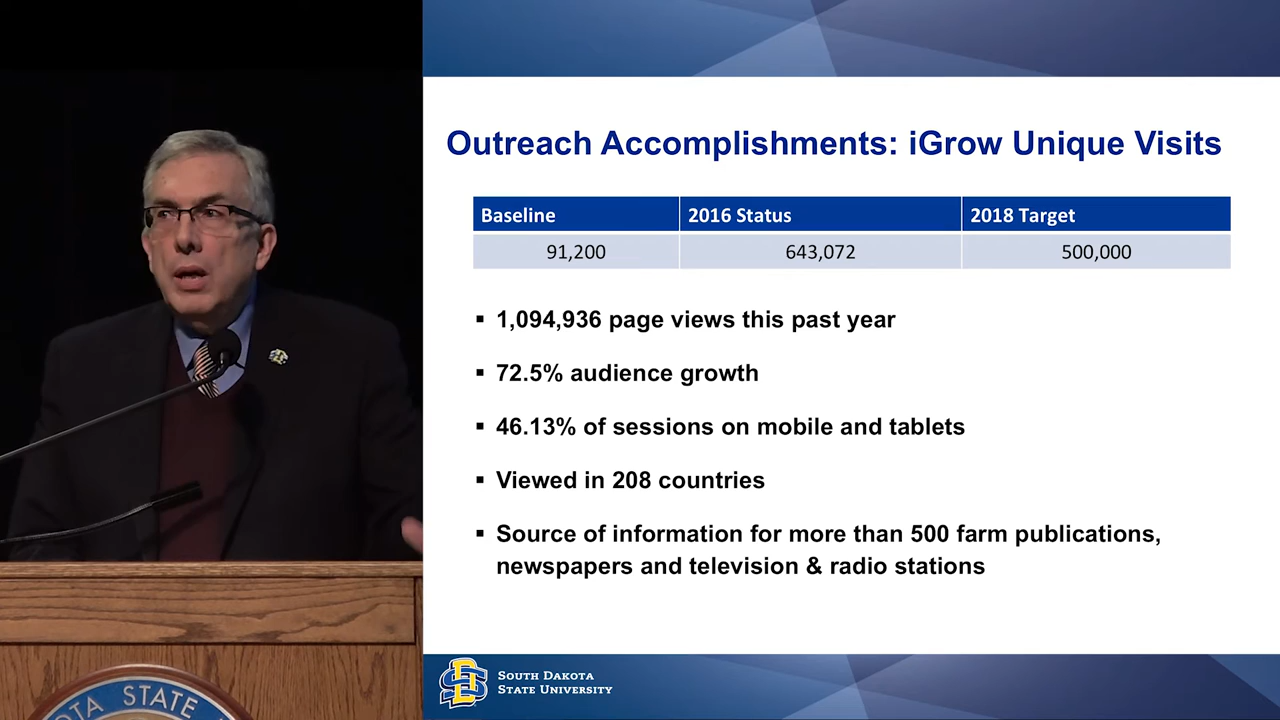 Outreach Accomplishments: iGrow Unique Visits
Baseline 2016 Status 2018 Target
91,200 643,072 500,000
▪ 1,094,936 page views this past year
▪ 72.5% audience growth
▪ 46.13% of sessions on mobile and tablets
▪ Viewed in 208 countries
▪ Source of information for more than 500 farm publications,
newspapers and television & radio stations
SOUTH DAKOTA
STATE UNIVERSITY
OTA STATE